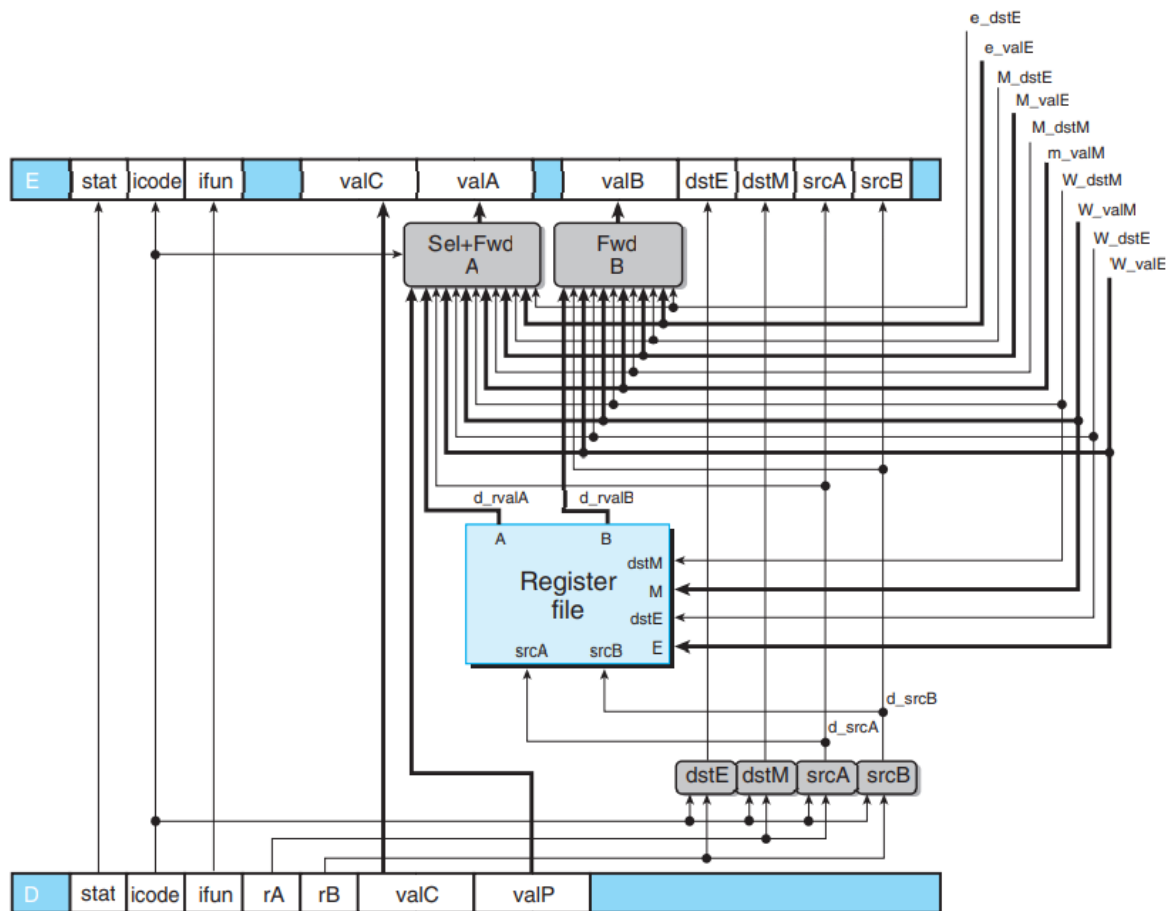 e_dstE
e_valE
M_dstE
M_valE
M_dstM
m_valM
W_dstM
W_valM
W_dstE
W_valE
E stat icode ifun valC valA valB dstE dstM srcA srcB
Sel+Fwd
A
Fwd
B
d_rvalA d_rvalB
A B
dstM
Register
file
M
dstE
E
srcA srcB
d_srcB
d_srcA
dstE dstM srcA srcB
D stat icode ifun rA rB valC valP